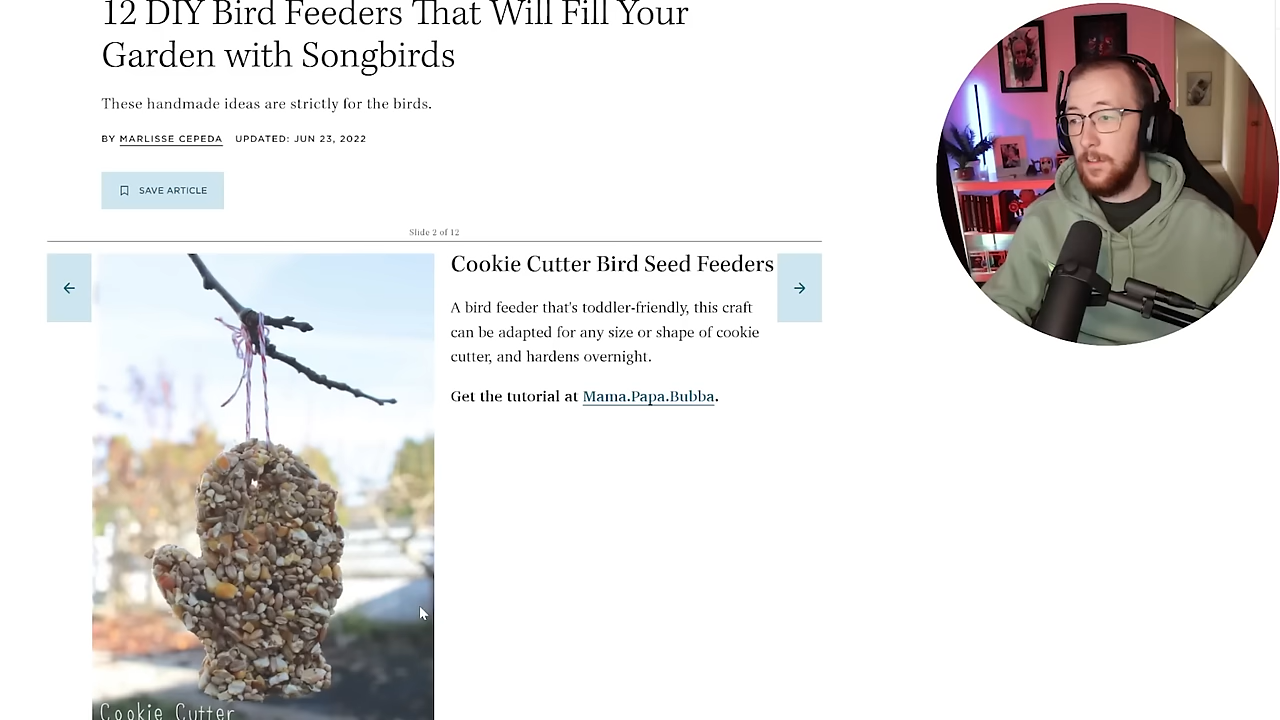 12 DIY Bird Feeders That Will Fill Your
Garden with Songbirds
These handmade ideas are strictly for the birds.
BY MARLISSE CEPEDA UPDATED: JUN 23, 2022
SAVE ARTICLE
Slide 2 of 12
Cookie Cutter Bird Seed Feeders
A bird feeder that's toddler-friendly, this craft
can be adapted for any size or shape of cookie
cutter, and hardens overnight.
Get the tutorial at Mama.Papa.Bubba.
Cookie Cutter